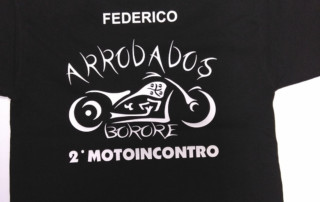 FEDERICO
ARRODADOS
BORORE
2° MOTOINCONTRO